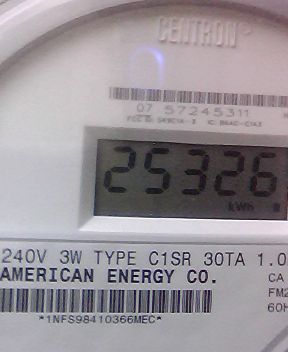 CENTRON
07 57245311
25326
kWh
240V 3W TYPE C1SR 30TA 1.0
AMERICAN ENERGY CO.
CA
FM2
60H
*1NFS98410366MEC*